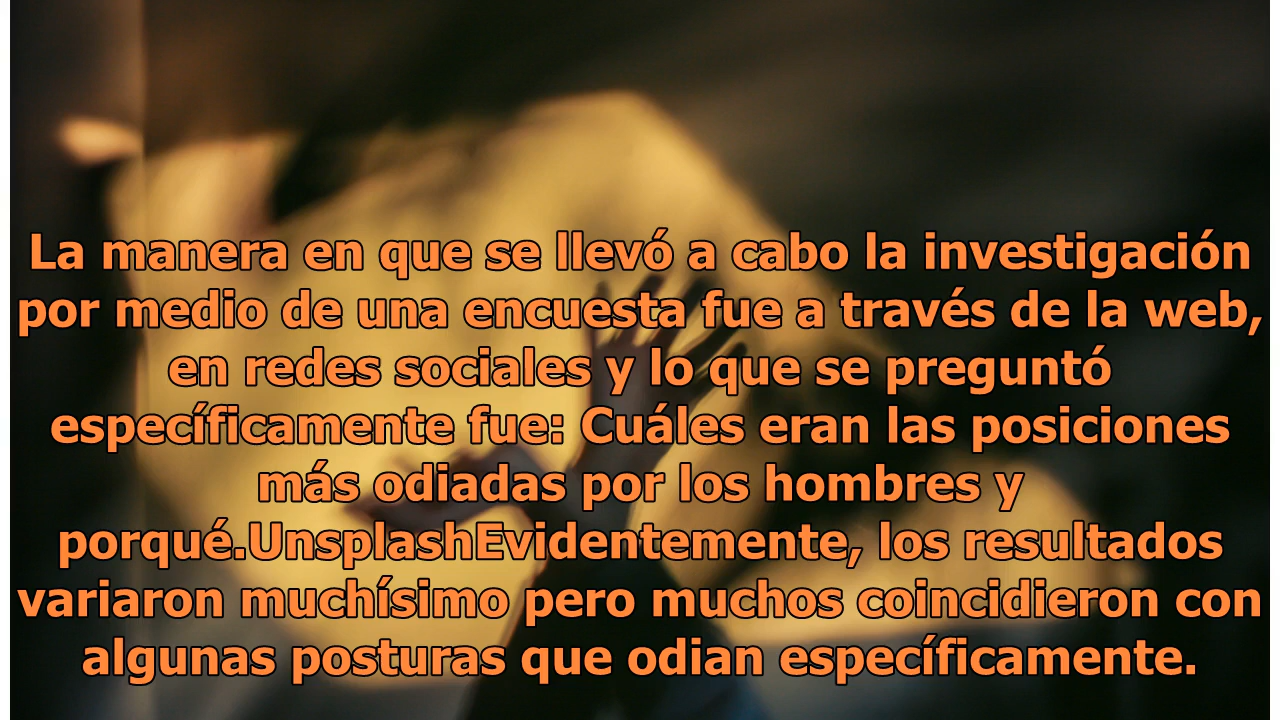 La manera en que se llevó a cabo la investigación
por medio de una encuesta fue a través de la web,
en redes sociales y lo que se preguntó
específicamente fue: Cuáles eran las posiciones
más odiadas por los hombres y
porqué.UnsplashEvidentemente, los resultados
variaron muchísimo pero muchos coincidieron con
algunas posturas que odian específicamente.